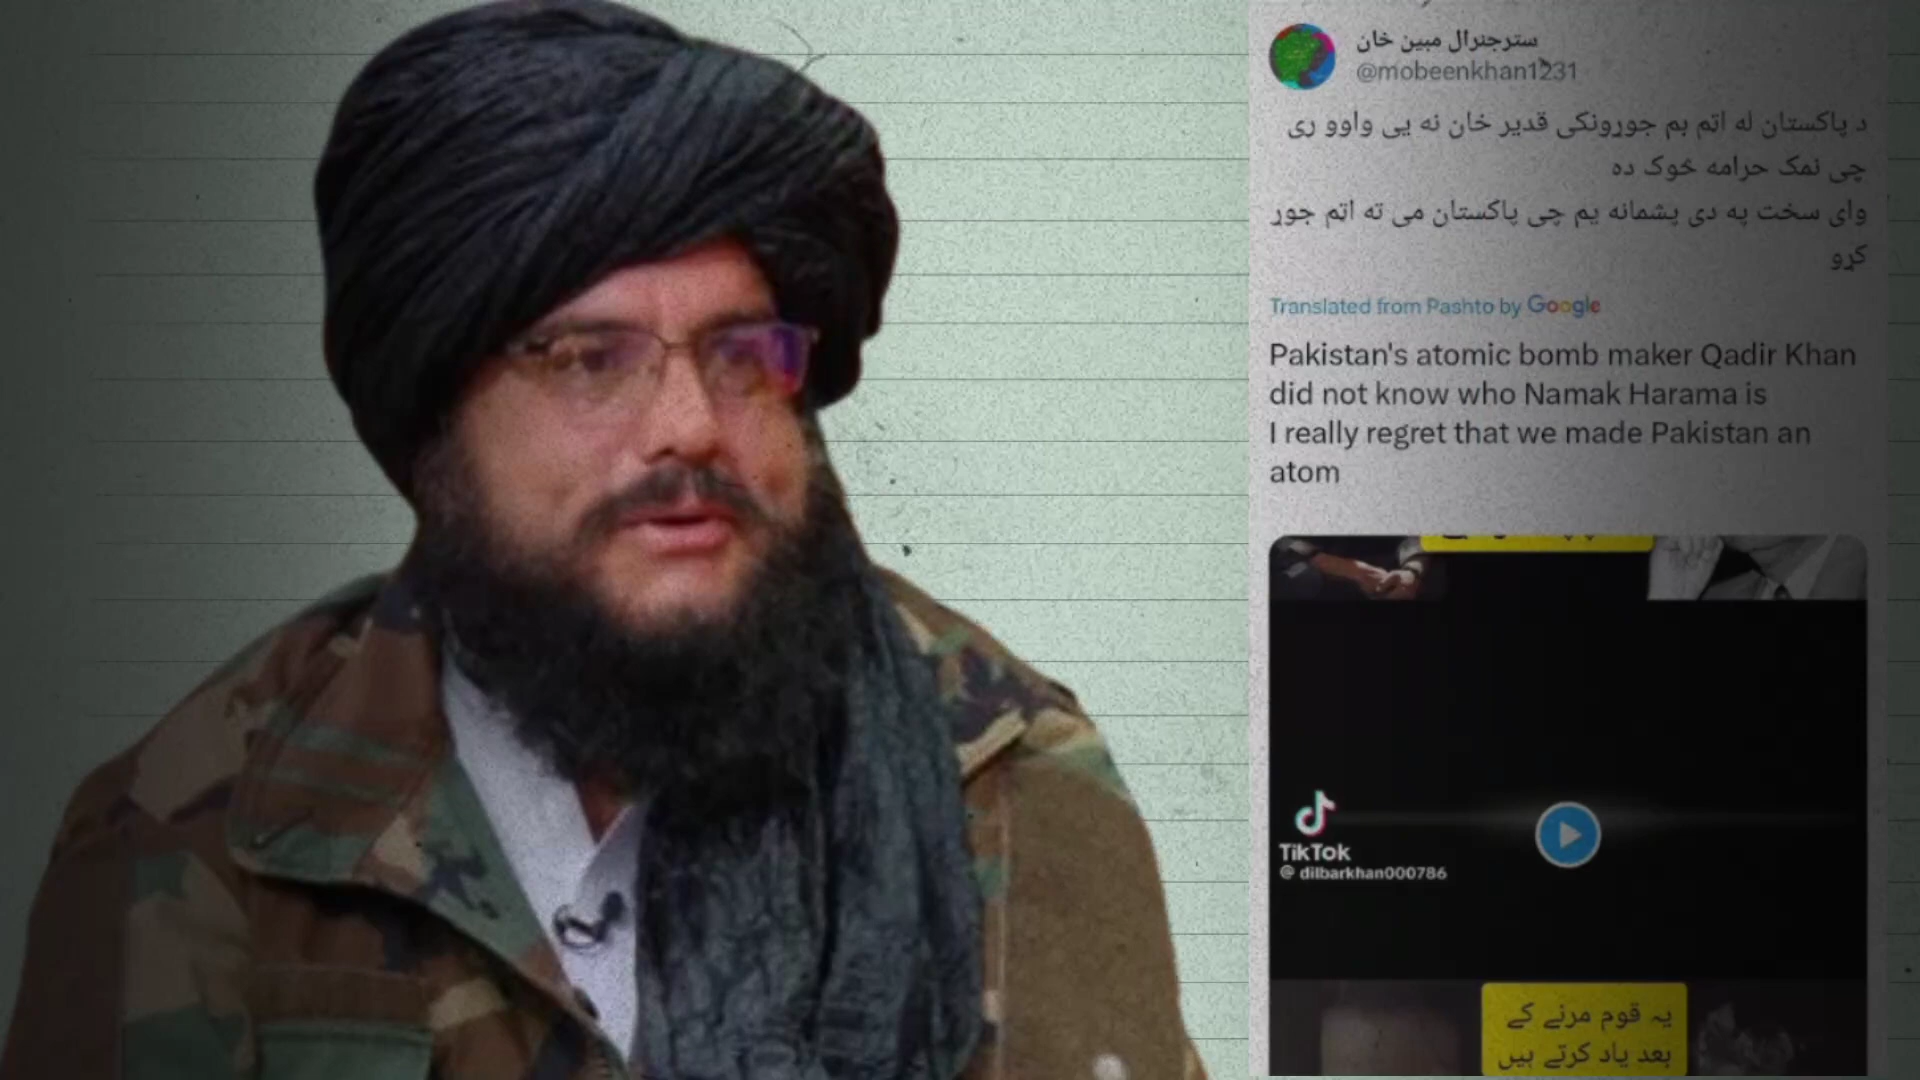 سترجنرال مبین خان
@mobeenkhan1231
د پاکستان له اټم بم جوړونکی قدیر خان نه یی واوو ری
چی نمک حرامه څوک ده
وای سخت په دی پشمانه یم چی پاکستان می ته اټم جوړ
کړو
Translated from Pashto by Google
Pakistan's atomic bomb maker Qadir Khan
did not know who Namak Harama is
I really regret that we made Pakistan an
atom
TikTok
@ dilbarkhan000786
یہ قوم مرنے کے
بعد یاد کرتے ہیں